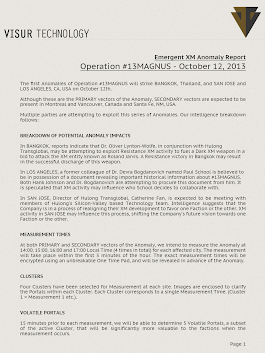 VISUR TECHNOLOGY
Emergent XM Anomaly Report
Operation #13MAGNUS - October 12, 2013
The first Anomalies of Operation #13MAGNUS will strike BANGKOK, Thailand, and SAN JOSE and
LOS ANGELES, CA, USA on October 12th.
Although these are the PRIMARY vectors of the Anomaly, SECONDARY vectors are expected to be
present in Montreal and Vancouver, Canada and Santa Fe, NM, USA.
Multiple parties are attempting to exploit this series of Anomalies. Our intelligence breakdown
follows:
BREAKDOWN OF POTENTIAL ANOMALY IMPACTS
In BANGKOK, reports indicate that Dr. Oliver Lynton-Wolfe, in conjunction with Hulong
Transglobal, may be attempting to exploit Resistance XM activity to fuel a Dark XM weapon in a
bid to attack the XM entity known as Roland Jarvis. A Resistance victory in Bangkok may result
in the successful discharge of this weapon.
In LOS ANGELES, a former colleague of Dr. Devra Bogdanovich named Paul School is believed to
be in possession of a document revealing important historical information about #13MAGNUS.
Both Hank Johnson and Dr. Bogdanovich are attempting to procure this document from him. It
is speculated that XM activity may influence who School decides to collaborate with.
In SAN JOSE, Director of Hulong Transglobal, Catherine Fan, is expected to be meeting with
members of Hulong's Silicon-Valley based Technology team. Intelligence suggests that the
Company is in a process of realigning their XM development to favor one Faction or the other. XM
activity in SAN JOSE may influence this process, shifting the Company's future vision towards one
Faction or the other.
MEASUREMENT TIMES
At both PRIMARY and SECONDARY vectors of the Anomaly, we intend to measure the Anomaly at
14:00, 15:00, 16:00 and 17:00 Local Time (4 times in total) for each affected city. The measurement
will take place within the first 3 minutes of the hour. The exact measurement times will be
encrypted using an unbreakable One Time Pad, and will be revealed in advance of the Anomaly.
CLUSTERS
Four Clusters have been selected for measurement at each site. Images are enclosed to clarify
the Portals within each Cluster. Each Cluster corresponds to a single Measurement Time. (Cluster
1 = Measurement 1 etc.).
VOLATILE PORTALS
15 minutes prior to each measurement, we will be able to determine 5 Volatile Portals, a subset
of the active Cluster, that will be significantly more valuable to the factions when the
measurement occurs.
Page 1